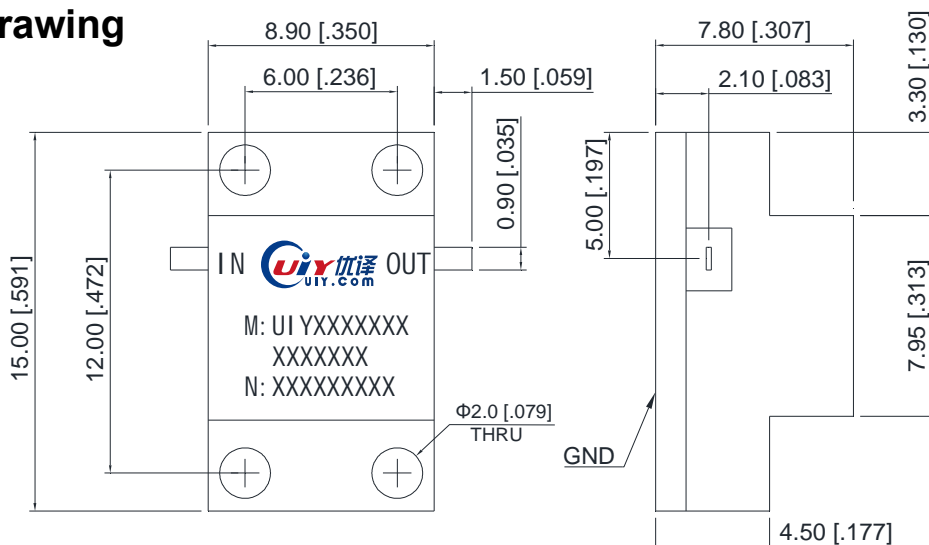 rawing
8.90 [.350]
7.80 [.307]
3.30 [.130]
6.00 [.236]
1.50 [.059]
2.10 [.083]
0.90 [.035]
5.00 [.197]
IN
UiY优译
UIY.com
OUT
15.00 [.591]
12.00 [.472]
7.95 [.313]
M: UIYXXXXXXX
XXXXXXX
N: XXXXXXXXX
Φ2.0 [.079]
THRU
GND
4.50 [.177]